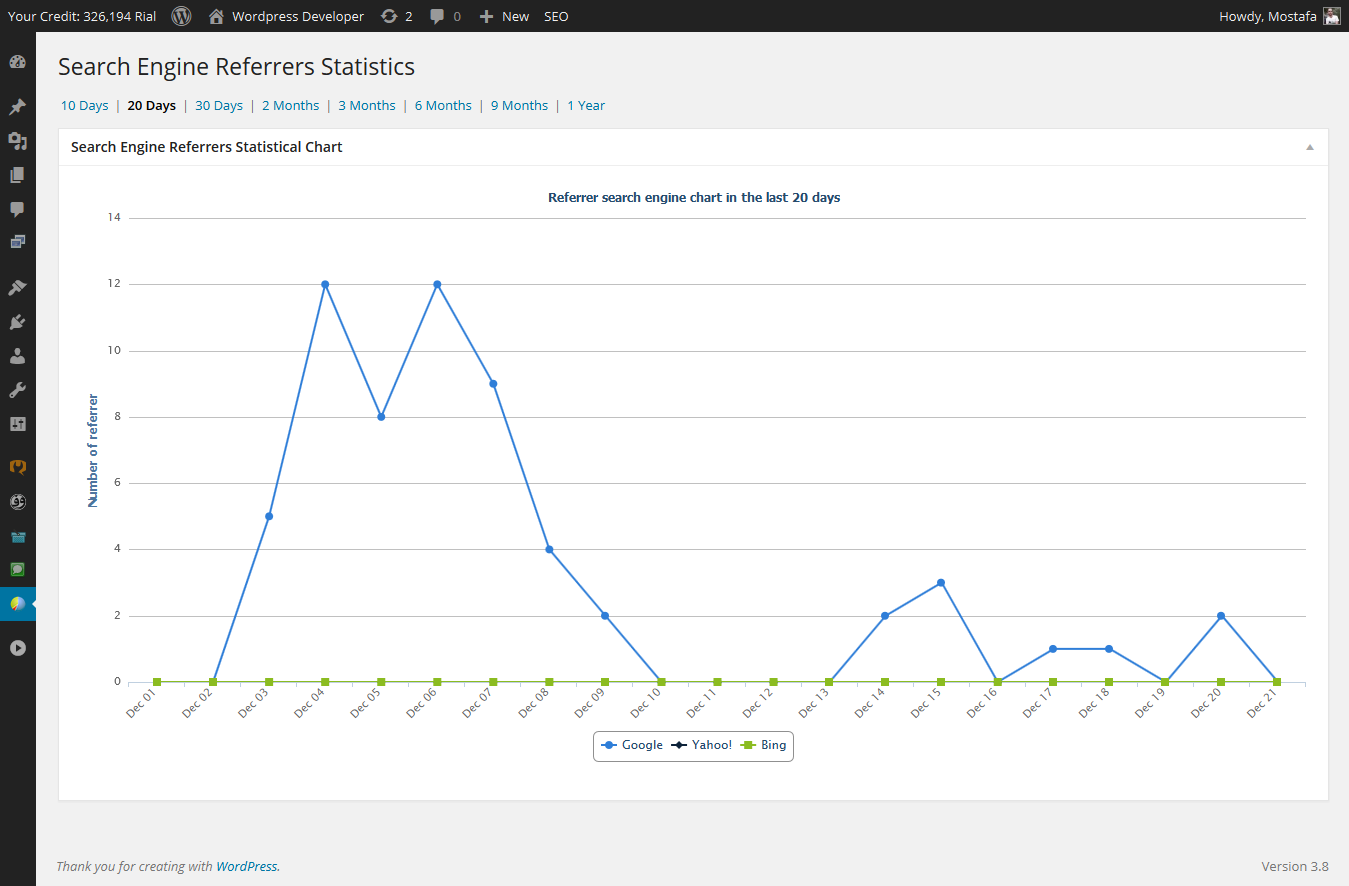 Your Credit: 326,194 Rial Wordpress Developer 2 0 New SEO Howdy, Mostafa
Search Engine Referrers Statistics
10 Days | 20 Days | 30 Days | 2 Months | 3 Months | 6 Months | 9 Months | 1 Year
Search Engine Referrers Statistical Chart
Referrer search engine chart in the last 20 days
Number of referrer
14
12
10
8
6
4
2
0
Dec 01 Dec 02 Dec 03 Dec 04 Dec 05 Dec 06 Dec 07 Dec 08 Dec 09 Dec 10 Dec 11 Dec 12 Dec 13 Dec 14 Dec 15 Dec 16 Dec 17 Dec 18 Dec 19 Dec 20 Dec 21
Google Yahoo! Bing
Thank you for creating with WordPress. Version 3.8